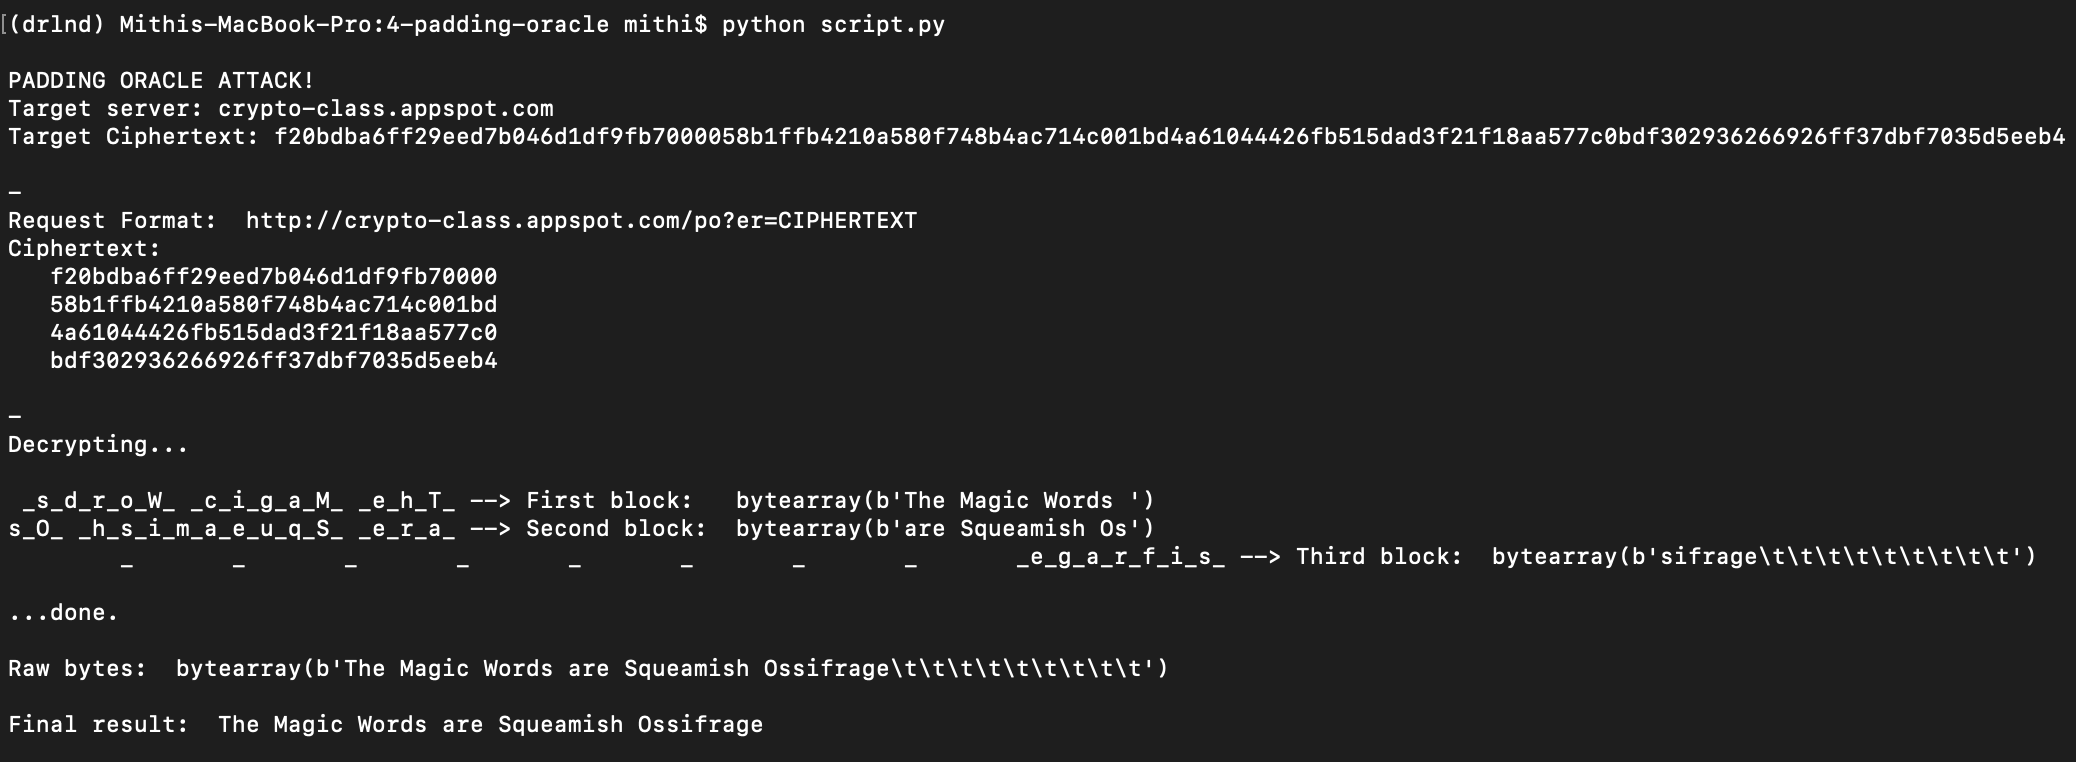 [(drlnd) Mithis-MacBook-Pro:4-padding-oracle mithi$ python script.py
PADDING ORACLE ATTACK!
Target server: crypto-class.appspot.com
Target Ciphertext: f20bdba6ff29eed7b046d1df9fb7000058b1ffb4210a580f748b4ac714c001bd4a61044426fb515dad3f21f18aa577c0bdf302936266926ff37dbf7035d5eeb4
_
Request Format:  http://crypto-class.appspot.com/po?er=CIPHERTEXT
Ciphertext:
   f20bdba6ff29eed7b046d1df9fb70000
   58b1ffb4210a580f748b4ac714c001bd
   4a61044426fb515dad3f21f18aa577c0
   bdf302936266926ff37dbf7035d5eeb4
_
Decrypting...
 _s_d_r_o_W_ _c_i_g_a_M_ _e_h_T_ --> First block:   bytearray(b'The Magic Words ')
s_O_ _h_s_i_m_a_e_u_q_S_ _e_r_a_ --> Second block:  bytearray(b'are Squeamish Os')
        _       _       _       _       _       _       _       _       _e_g_a_r_f_i_s_ --> Third block:  bytearray(b'sifrage\t\t\t\t\t\t\t\t\t')
...done.
Raw bytes:  bytearray(b'The Magic Words are Squeamish Ossifrage\t\t\t\t\t\t\t\t\t')
Final result:  The Magic Words are Squeamish Ossifrage